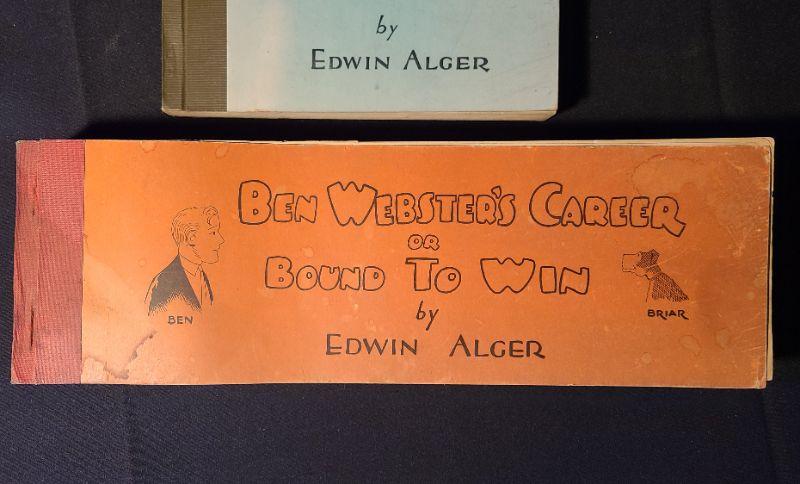 by
EDWIN ALGER
BEN WEBSTER'S CAREER
OR
BOUND TO WIN
by
EDWIN ALGER
BEN
BRIAR